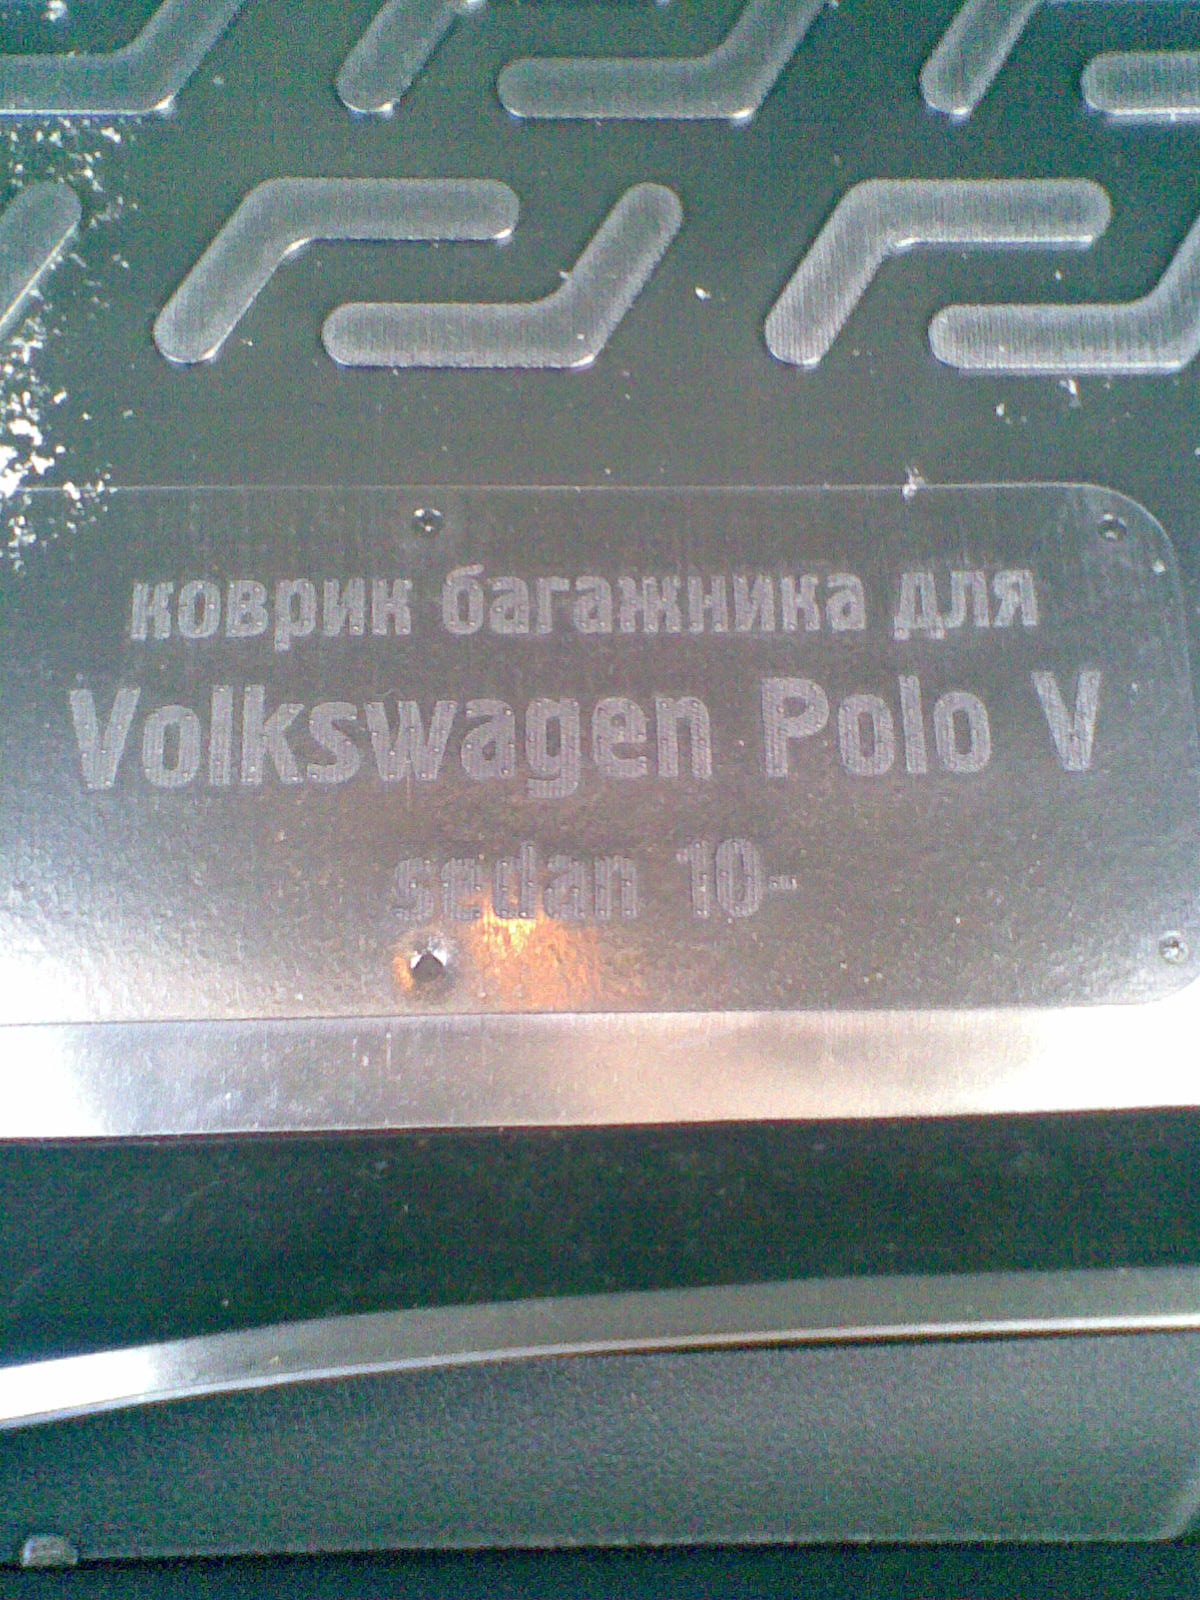 коврик багажника для
Volkswagen Polo V
sedan 10-